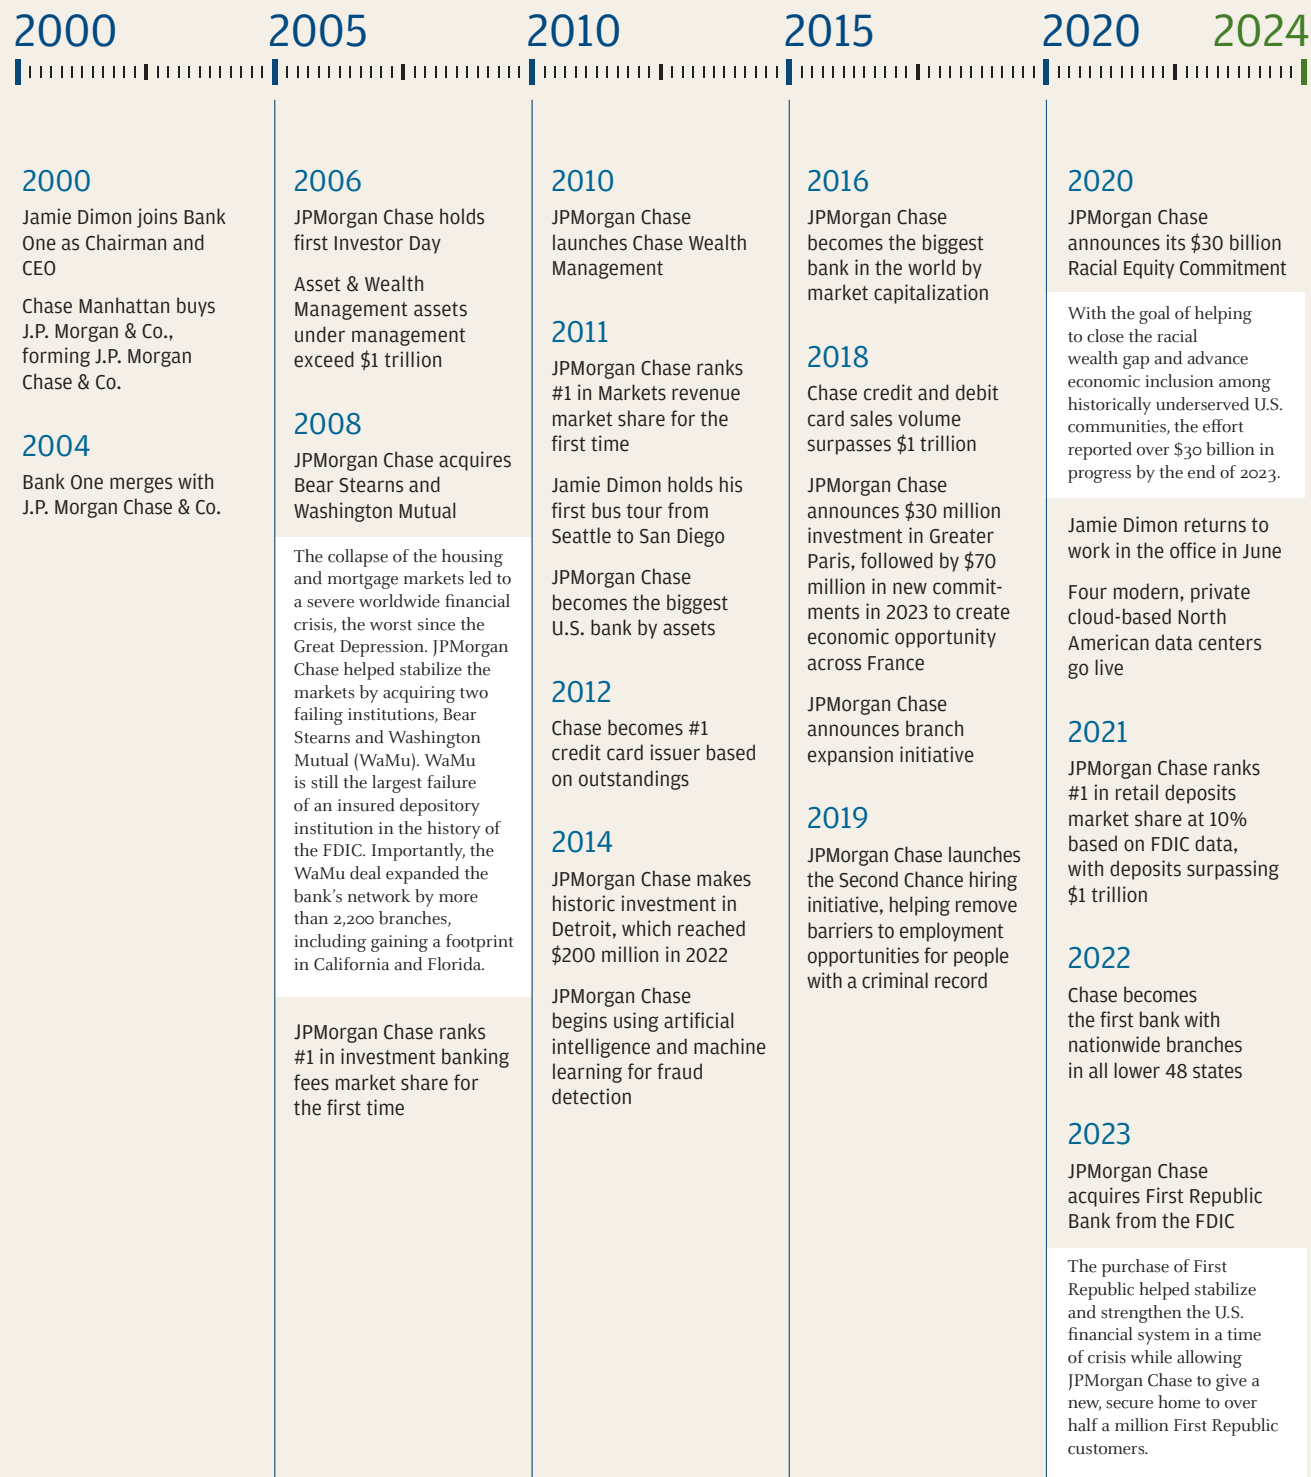 2000
2005
2010
2015
2020
2024
2000
Jamie Dimon joins Bank
One as Chairman and
CEO
Chase Manhattan buys
J.P. Morgan & Co.,
forming J.P. Morgan
Chase & Co.
2004
Bank One merges with
J.P. Morgan Chase & Co.
2006
JPMorgan Chase holds
first Investor Day
Asset & Wealth
Management assets
under management
exceed $1 trillion
2008
JPMorgan Chase acquires
Bear Stearns and
Washington Mutual
The collapse of the housing
and mortgage markets led to
a severe worldwide financial
crisis, the worst since the
Great Depression. JPMorgan
Chase helped stabilize the
markets by acquiring two
failing institutions, Bear
Stearns and Washington
Mutual (WaMu). WaMu
is still the largest failure
of an insured depository
institution in the history of
the FDIC. Importantly, the
WaMu deal expanded the
bank’s network by more
than 2,200 branches,
including gaining a footprint
in California and Florida.
JPMorgan Chase ranks
#1 in investment banking
fees market share for
the first time
2010
JPMorgan Chase
launches Chase Wealth
Management
2011
JPMorgan Chase ranks
#1 in Markets revenue
market share for the
first time
Jamie Dimon holds his
first bus tour from
Seattle to San Diego
JPMorgan Chase
becomes the biggest
U.S. bank by assets
2012
Chase becomes #1
credit card issuer based
on outstandings
2014
JPMorgan Chase makes
historic investment in
Detroit, which reached
$200 million in 2022
JPMorgan Chase
begins using artificial
intelligence and machine
learning for fraud
detection
2016
JPMorgan Chase
becomes the biggest
bank in the world by
market capitalization
2018
Chase credit and debit
card sales volume
surpasses $1 trillion
JPMorgan Chase
announces $30 million
investment in Greater
Paris, followed by $70
million in new commit-
ments in 2023 to create
economic opportunity
across France
JPMorgan Chase
announces branch
expansion initiative
2019
JPMorgan Chase launches
the Second Chance hiring
initiative, helping remove
barriers to employment
opportunities for people
with a criminal record
2020
JPMorgan Chase
announces its $30 billion
Racial Equity Commitment
With the goal of helping
to close the racial
wealth gap and advance
economic inclusion among
historically underserved U.S.
communities, the effort
reported over $30 billion in
progress by the end of 2023.
Jamie Dimon returns to
work in the office in June
Four modern, private
cloud-based North
American data centers
go live
2021
JPMorgan Chase ranks
#1 in retail deposits
market share at 10%
based on FDIC data,
with deposits surpassing
$1 trillion
2022
Chase becomes
the first bank with
nationwide branches
in all lower 48 states
2023
JPMorgan Chase
acquires First Republic
Bank from the FDIC
The purchase of First
Republic helped stabilize
and strengthen the U.S.
financial system in a time
of crisis while allowing
JPMorgan Chase to give a
new, secure home to over
half a million First Republic
customers.